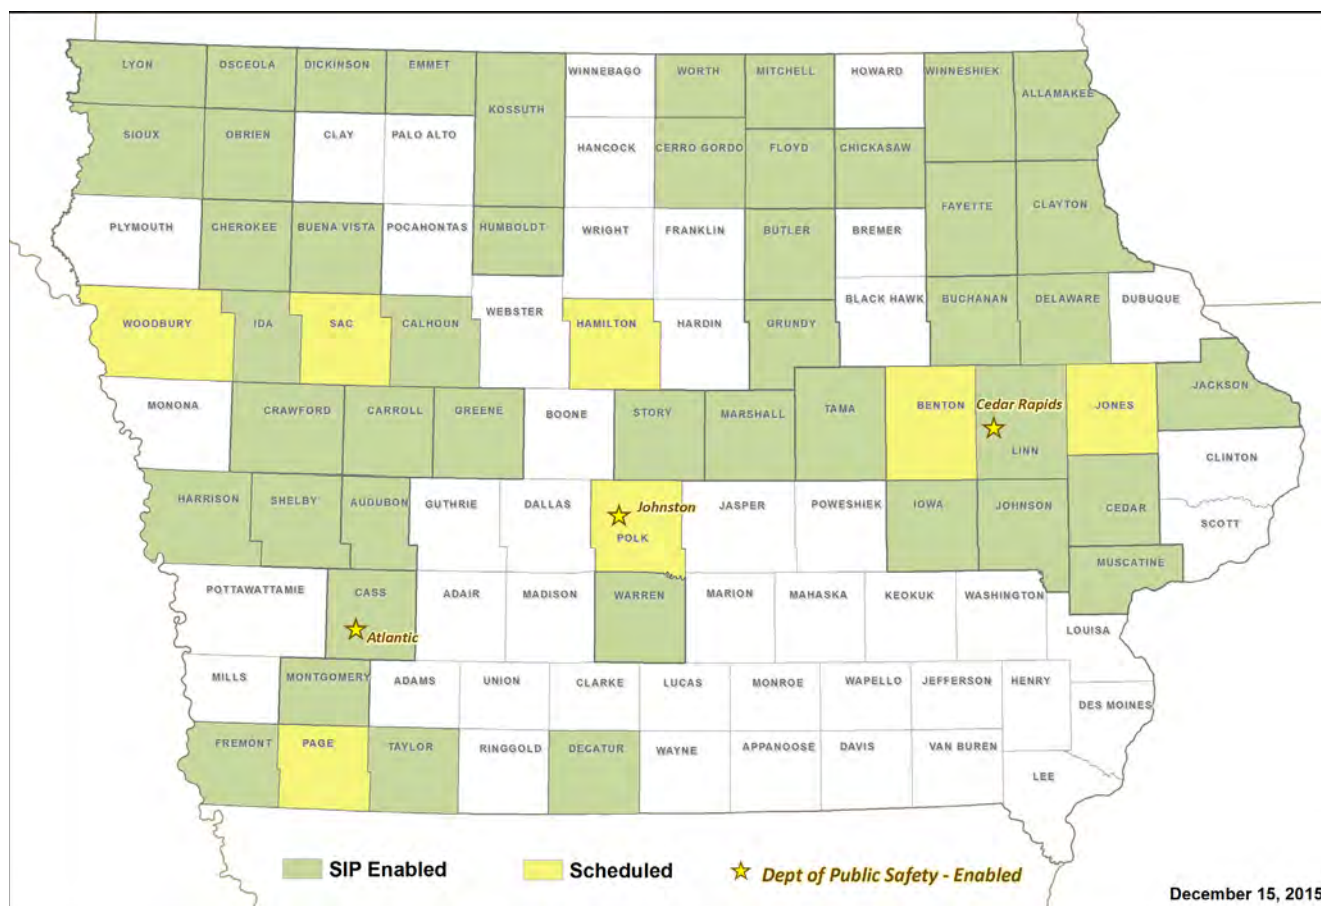 LYON OSCEOLA DICKINSON EMMET KOSSUTH WINNEBAGO WORTH MITCHELL HOWARD WINNESHIEK ALLAMAKEE
SIOUX OBRIEN CLAY PALO ALTO HANCOCK CERRO GORDO FLOYD CHICKASAW
PLYMOUTH CHEROKEE BUENA VISTA POCAHONTAS HUMBOLDT WRIGHT FRANKLIN BUTLER BREMER FAYETTE CLAYTON
WOODBURY IDA SAC CALHOUN WEBSTER HAMILTON HARDIN GRUNDY BLACK HAWK BUCHANAN DELAWARE DUBUQUE
MONONA CRAWFORD CARROLL GREENE BOONE STORY MARSHALL TAMA BENTON Cedar Rapids JONES JACKSON
LINN CLINTON
HARRISON SHELBY AUDUBON GUTHRIE DALLAS Johnston JASPER POWESHIEK IOWA JOHNSON CEDAR SCOTT
POLK MUSCATINE
POTTAWATTAMIE CASS ADAIR MADISON WARREN MARION MAHASKA KEOKUK WASHINGTON LOUISA
Atlantic
MILLS MONTGOMERY ADAMS UNION CLARKE LUCAS MONROE WAPELLO JEFFERSON HENRY DES MOINES
FREMONT PAGE TAYLOR RINGGOLD DECATUR WAYNE APPANOOSE DAVIS VAN BUREN LEE
SIP Enabled Scheduled Dept of Public Safety - Enabled
December 15, 2015